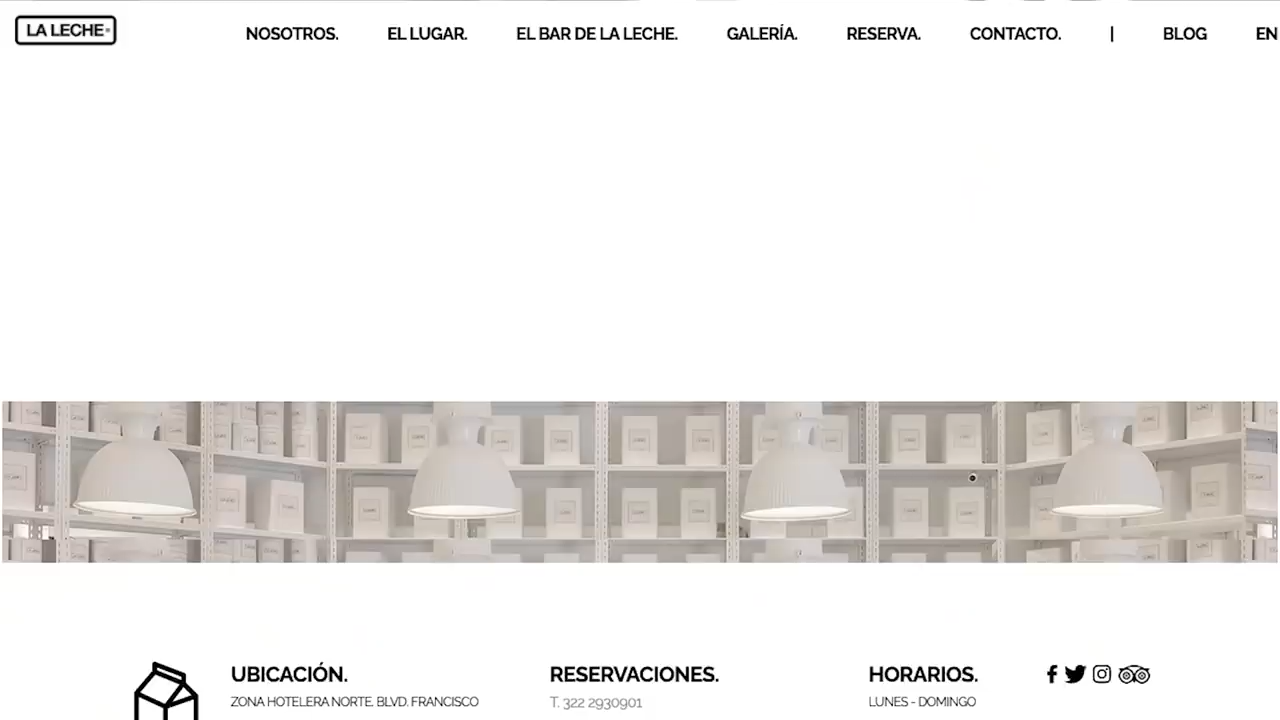 LA LECHE®
NOSOTROS. EL LUGAR. EL BAR DE LA LECHE. GALERÍA. RESERVA. CONTACTO. | BLOG EN
UBICACIÓN. RESERVACIONES. HORARIOS.
ZONA HOTELERA NORTE. BLVD. FRANCISCO T. 322 2930901 LUNES - DOMINGO